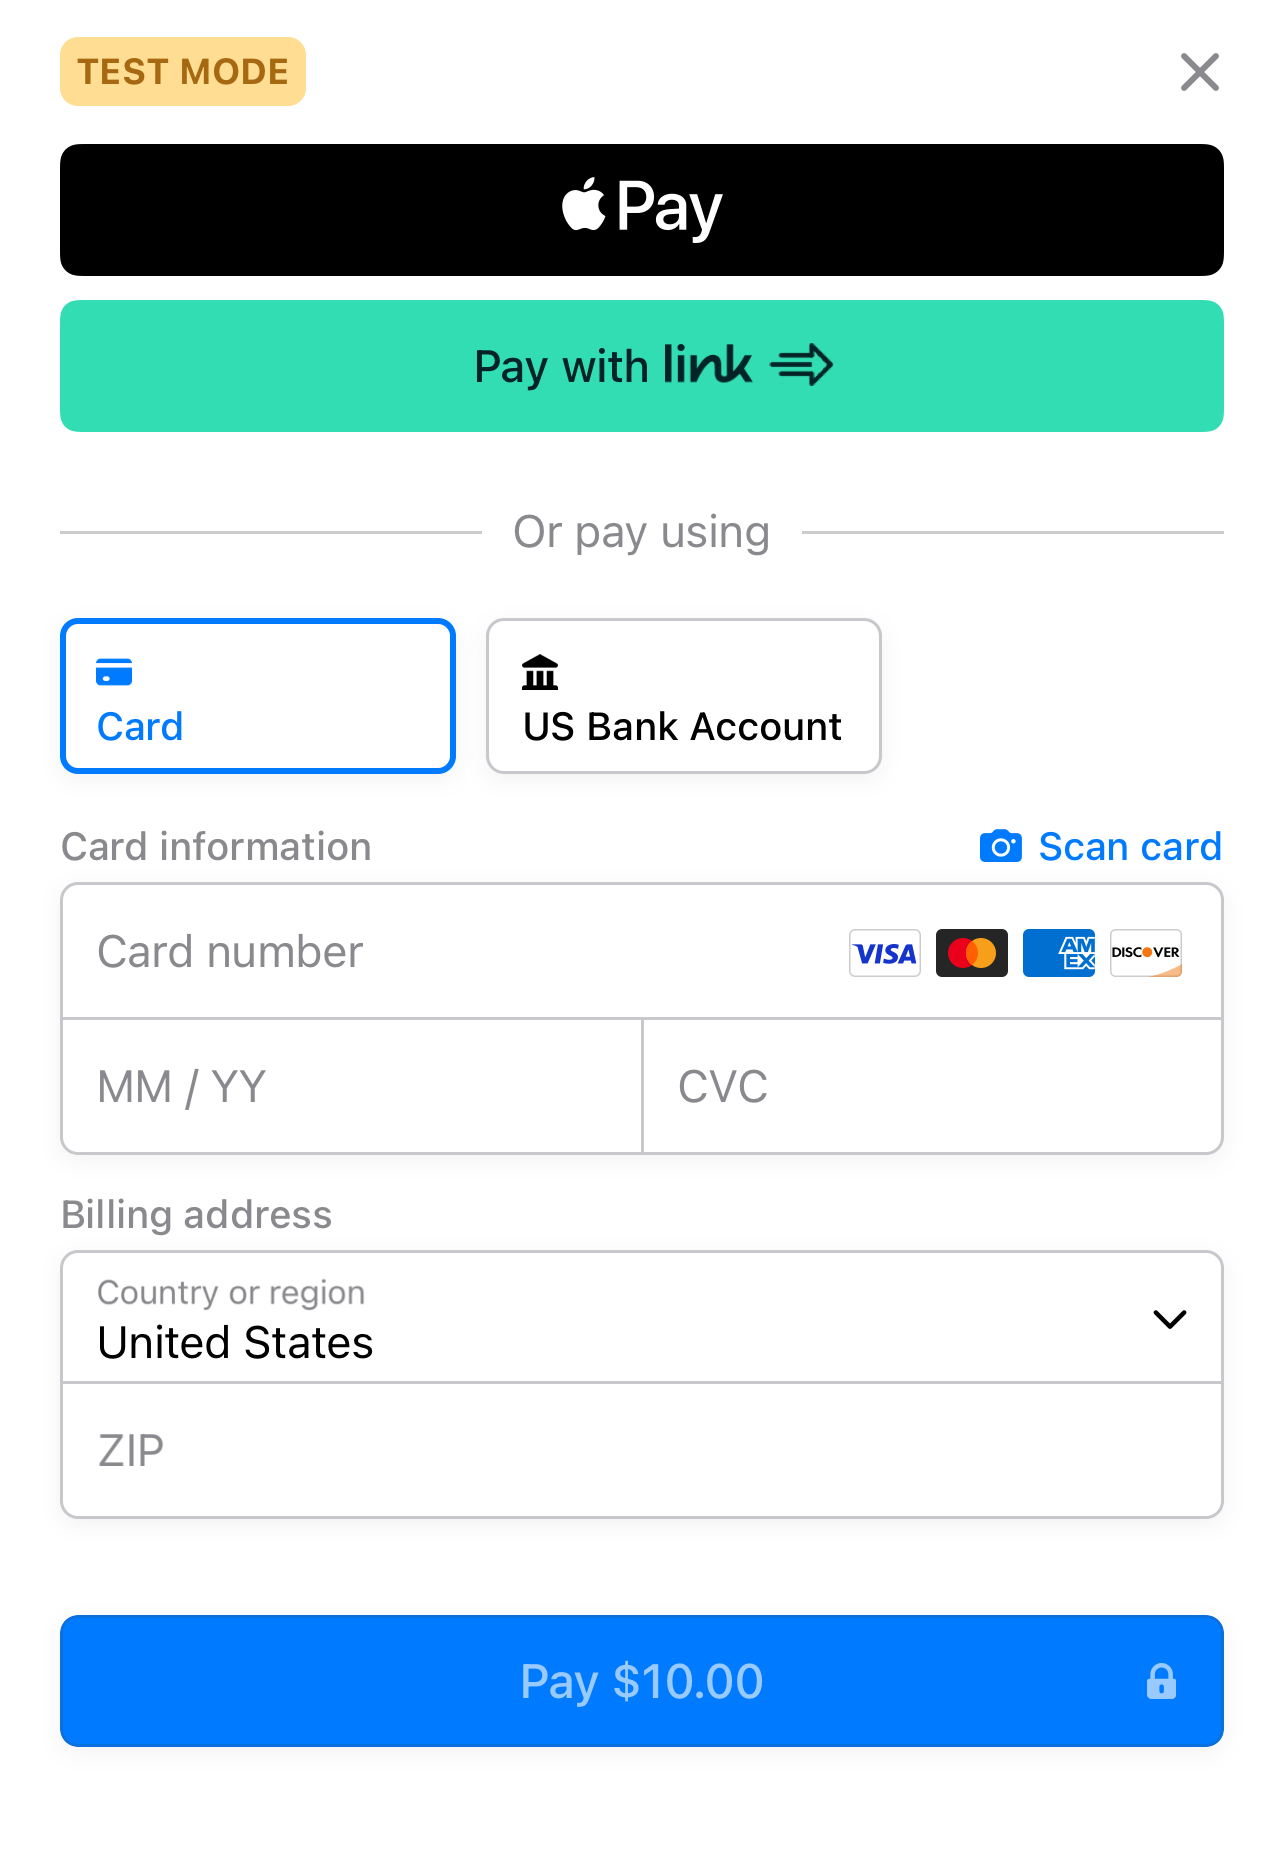 TEST MODE
Pay
Pay with link
Or pay using
Card
US Bank Account
Card information
Scan card
Card number
VISA
AM
EX
DISCOVER
MM / YY
CVC
Billing address
Country or region
United States
ZIP
Pay $10.00